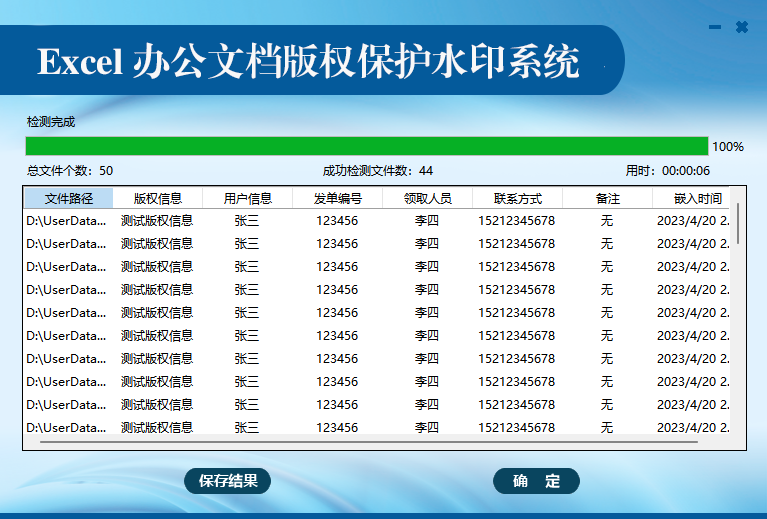 Excel 办公文档版权保护水印系统
检测完成
100%
总文件个数：50 成功检测文件数：44 用时：00:00:06
文件路径 版权信息 用户信息 发单编号 领取人员 联系方式 备注 嵌入时间
D:\UserData... 测试版权信息 张三 123456 李四 15212345678 无 2023/4/20 2.
D:\UserData... 测试版权信息 张三 123456 李四 15212345678 无 2023/4/20 2.
D:\UserData... 测试版权信息 张三 123456 李四 15212345678 无 2023/4/20 2.
D:\UserData... 测试版权信息 张三 123456 李四 15212345678 无 2023/4/20 2.
D:\UserData... 测试版权信息 张三 123456 李四 15212345678 无 2023/4/20 2.
D:\UserData... 测试版权信息 张三 123456 李四 15212345678 无 2023/4/20 2.
D:\UserData... 测试版权信息 张三 123456 李四 15212345678 无 2023/4/20 2.
D:\UserData... 测试版权信息 张三 123456 李四 15212345678 无 2023/4/20 2.
D:\UserData... 测试版权信息 张三 123456 李四 15212345678 无 2023/4/20 2.
D:\UserData... 测试版权信息 张三 123456 李四 15212345678 无 2023/4/20 2.
保存结果 确 定